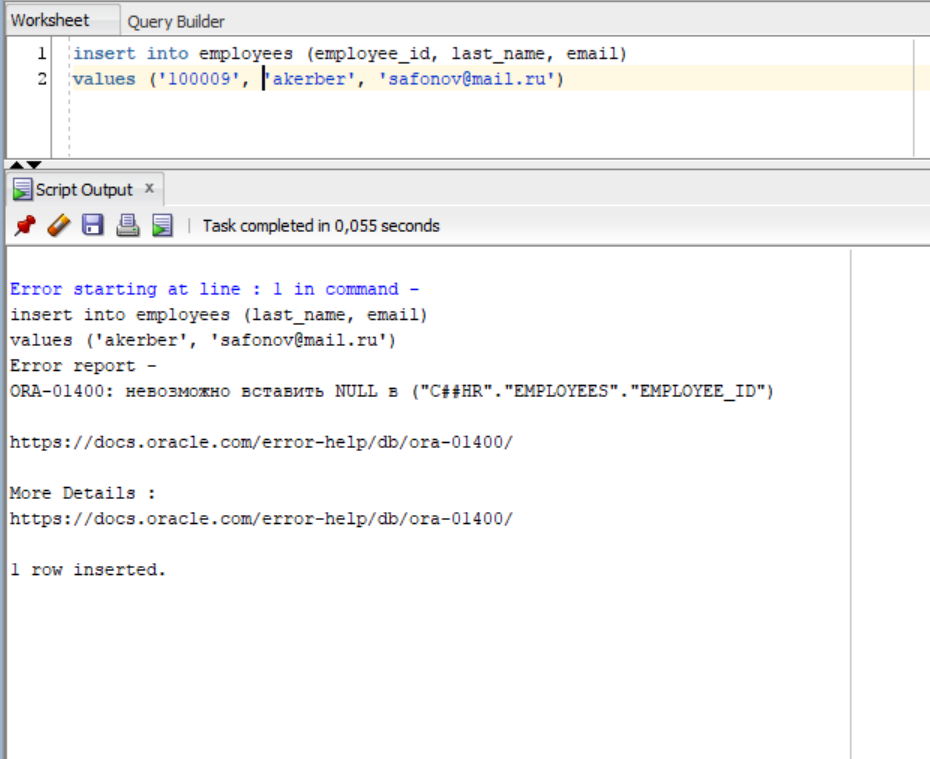 Worksheet Query Builder
1 insert into employees (employee_id, last_name, email)
2 values ('100009', 'akerber', 'safonov@mail.ru')
Script Output x
Task completed in 0,055 seconds
Error starting at line : 1 in command -
insert into employees (last_name, email)
values ('akerber', 'safonov@mail.ru')
Error report -
ORA-01400: невозможно вставить NULL в ("C##HR"."EMPLOYEES"."EMPLOYEE_ID")
https://docs.oracle.com/error-help/db/ora-01400/
More Details :
https://docs.oracle.com/error-help/db/ora-01400/
1 row inserted.